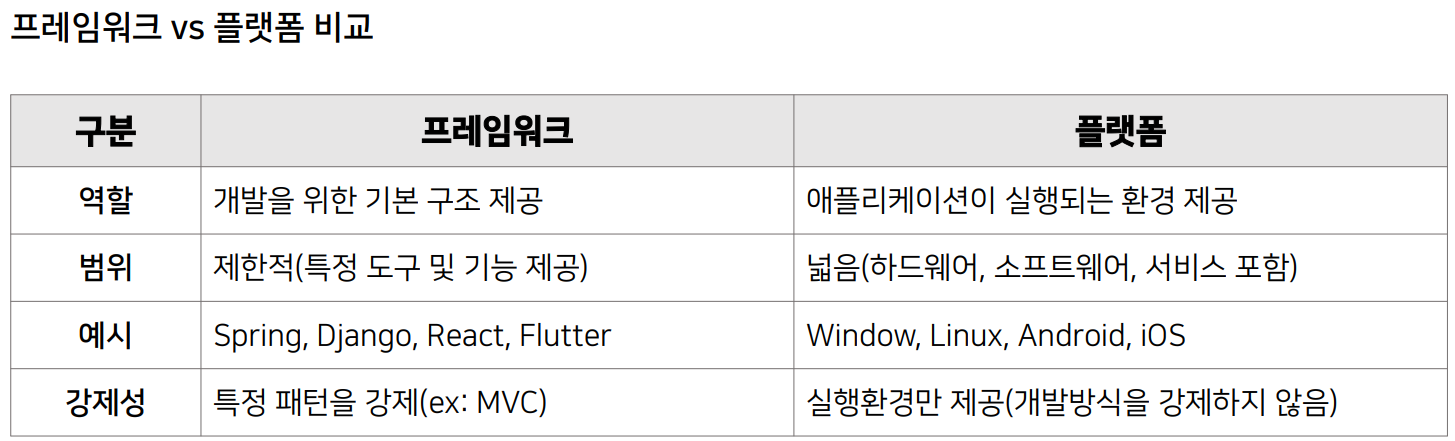 프레임워크 vs 플랫폼 비교
구분 프레임워크 플랫폼
역할 개발을 위한 기본 구조 제공 애플리케이션이 실행되는 환경 제공
범위 제한적(특정 도구 및 기능 제공) 넓음(하드웨어, 소프트웨어, 서비스 포함)
예시 Spring, Django, React, Flutter Window, Linux, Android, iOS
강제성 특정 패턴을 강제(ex: MVC) 실행환경만 제공(개발방식을 강제하지 않음)